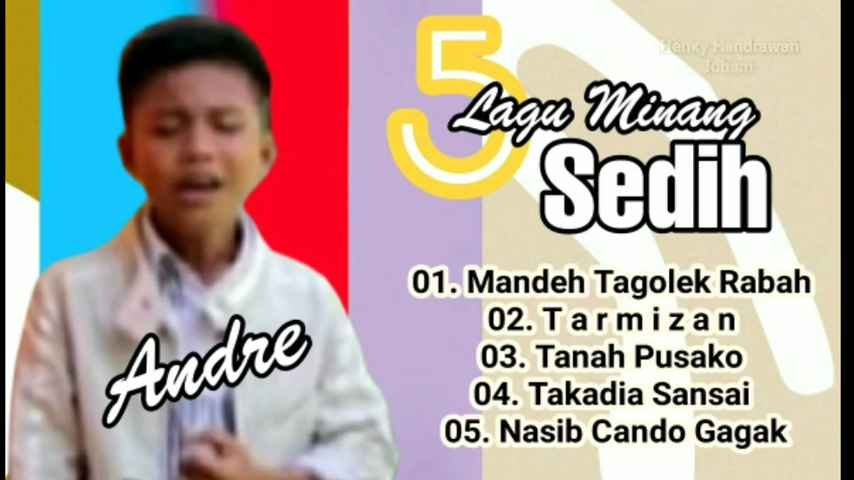 Henky Hendrawan
Idham
5
Lagu Minang
Sedih
01. Mandeh Tagolek Rabah
02. T a r m i z a n
03. Tanah Pusako
04. Takadia Sansai
05. Nasib Cando Gagak
Andre